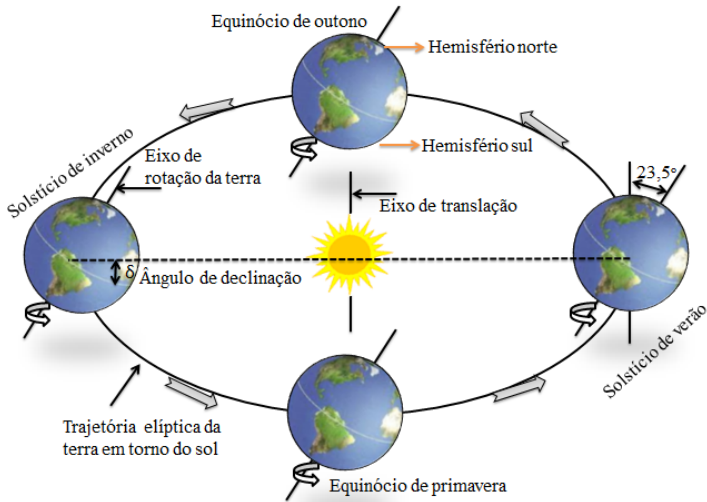 Equinócio de outono
Hemisfério norte
Hemisfério sul
Solstício de inverno
Eixo de
rotação da terra
23,5°
Eixo de translação
δ
Ângulo de declinação
Solstício de verão
Trajetória elíptica da
terra em torno do sol
Equinócio de primavera